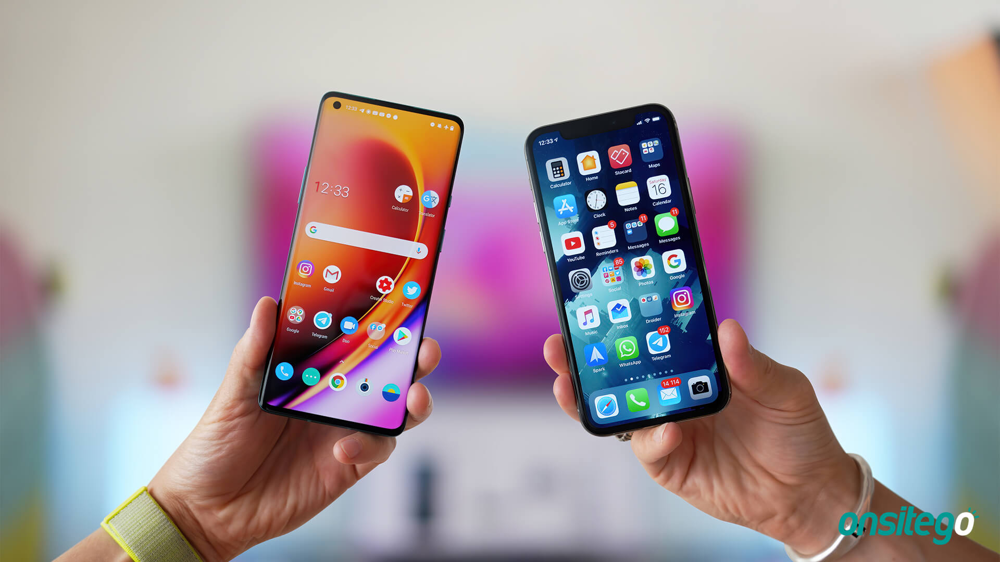 12:33
12:33
Calculator
Translator
G
Instagram
Gmail
Creator Studio
Twitter
Google
Telegram
Duo
Social
Play Market
12:33
Calculator
Home
Stocard
Maps
App Store
Clock
Notes
Saturday
16
Calendar
YouTube
5
Reminders
11
Messages
11
Messages
Settings
85
Social
Photos
G
Google
Music
Inbox
Droider
Instagram
Spark
WhatsApp
152
Telegram
14 114
onsitego